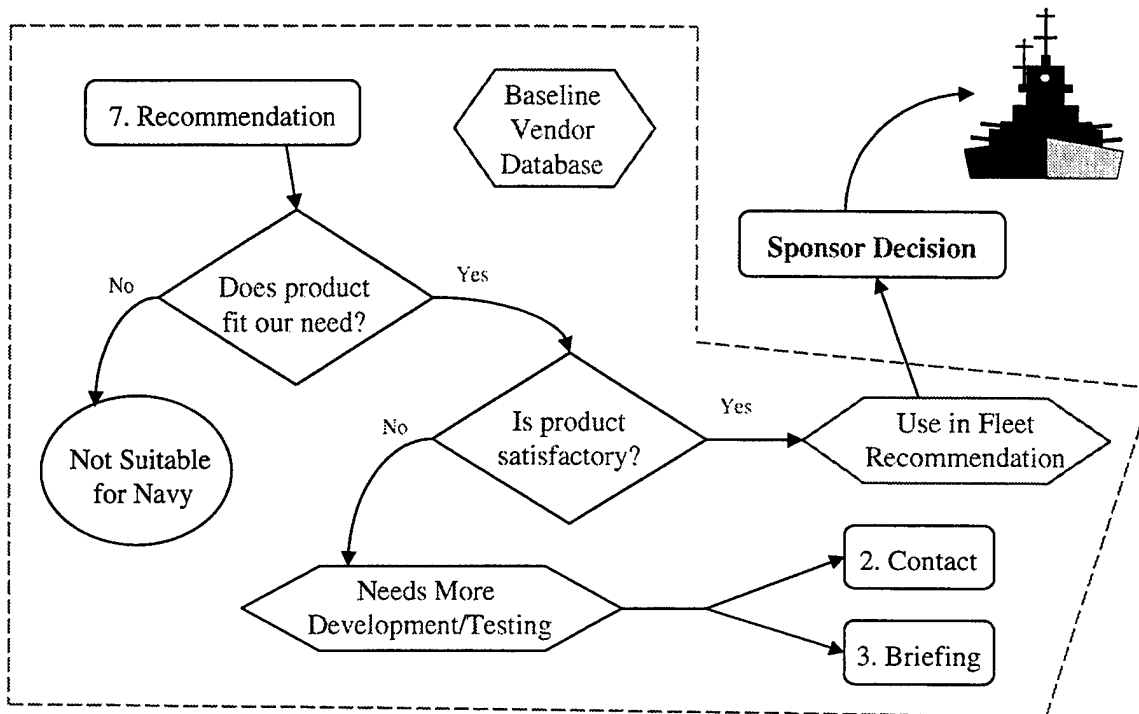 7. Recommendation
Baseline
Vendor
Database
Sponsor Decision
No
Does product
fit our need?
Yes
Not Suitable
for Navy
No
Is product
satisfactory?
Yes
Use in Fleet
Recommendation
Needs More
Development/Testing
2. Contact
3. Briefing